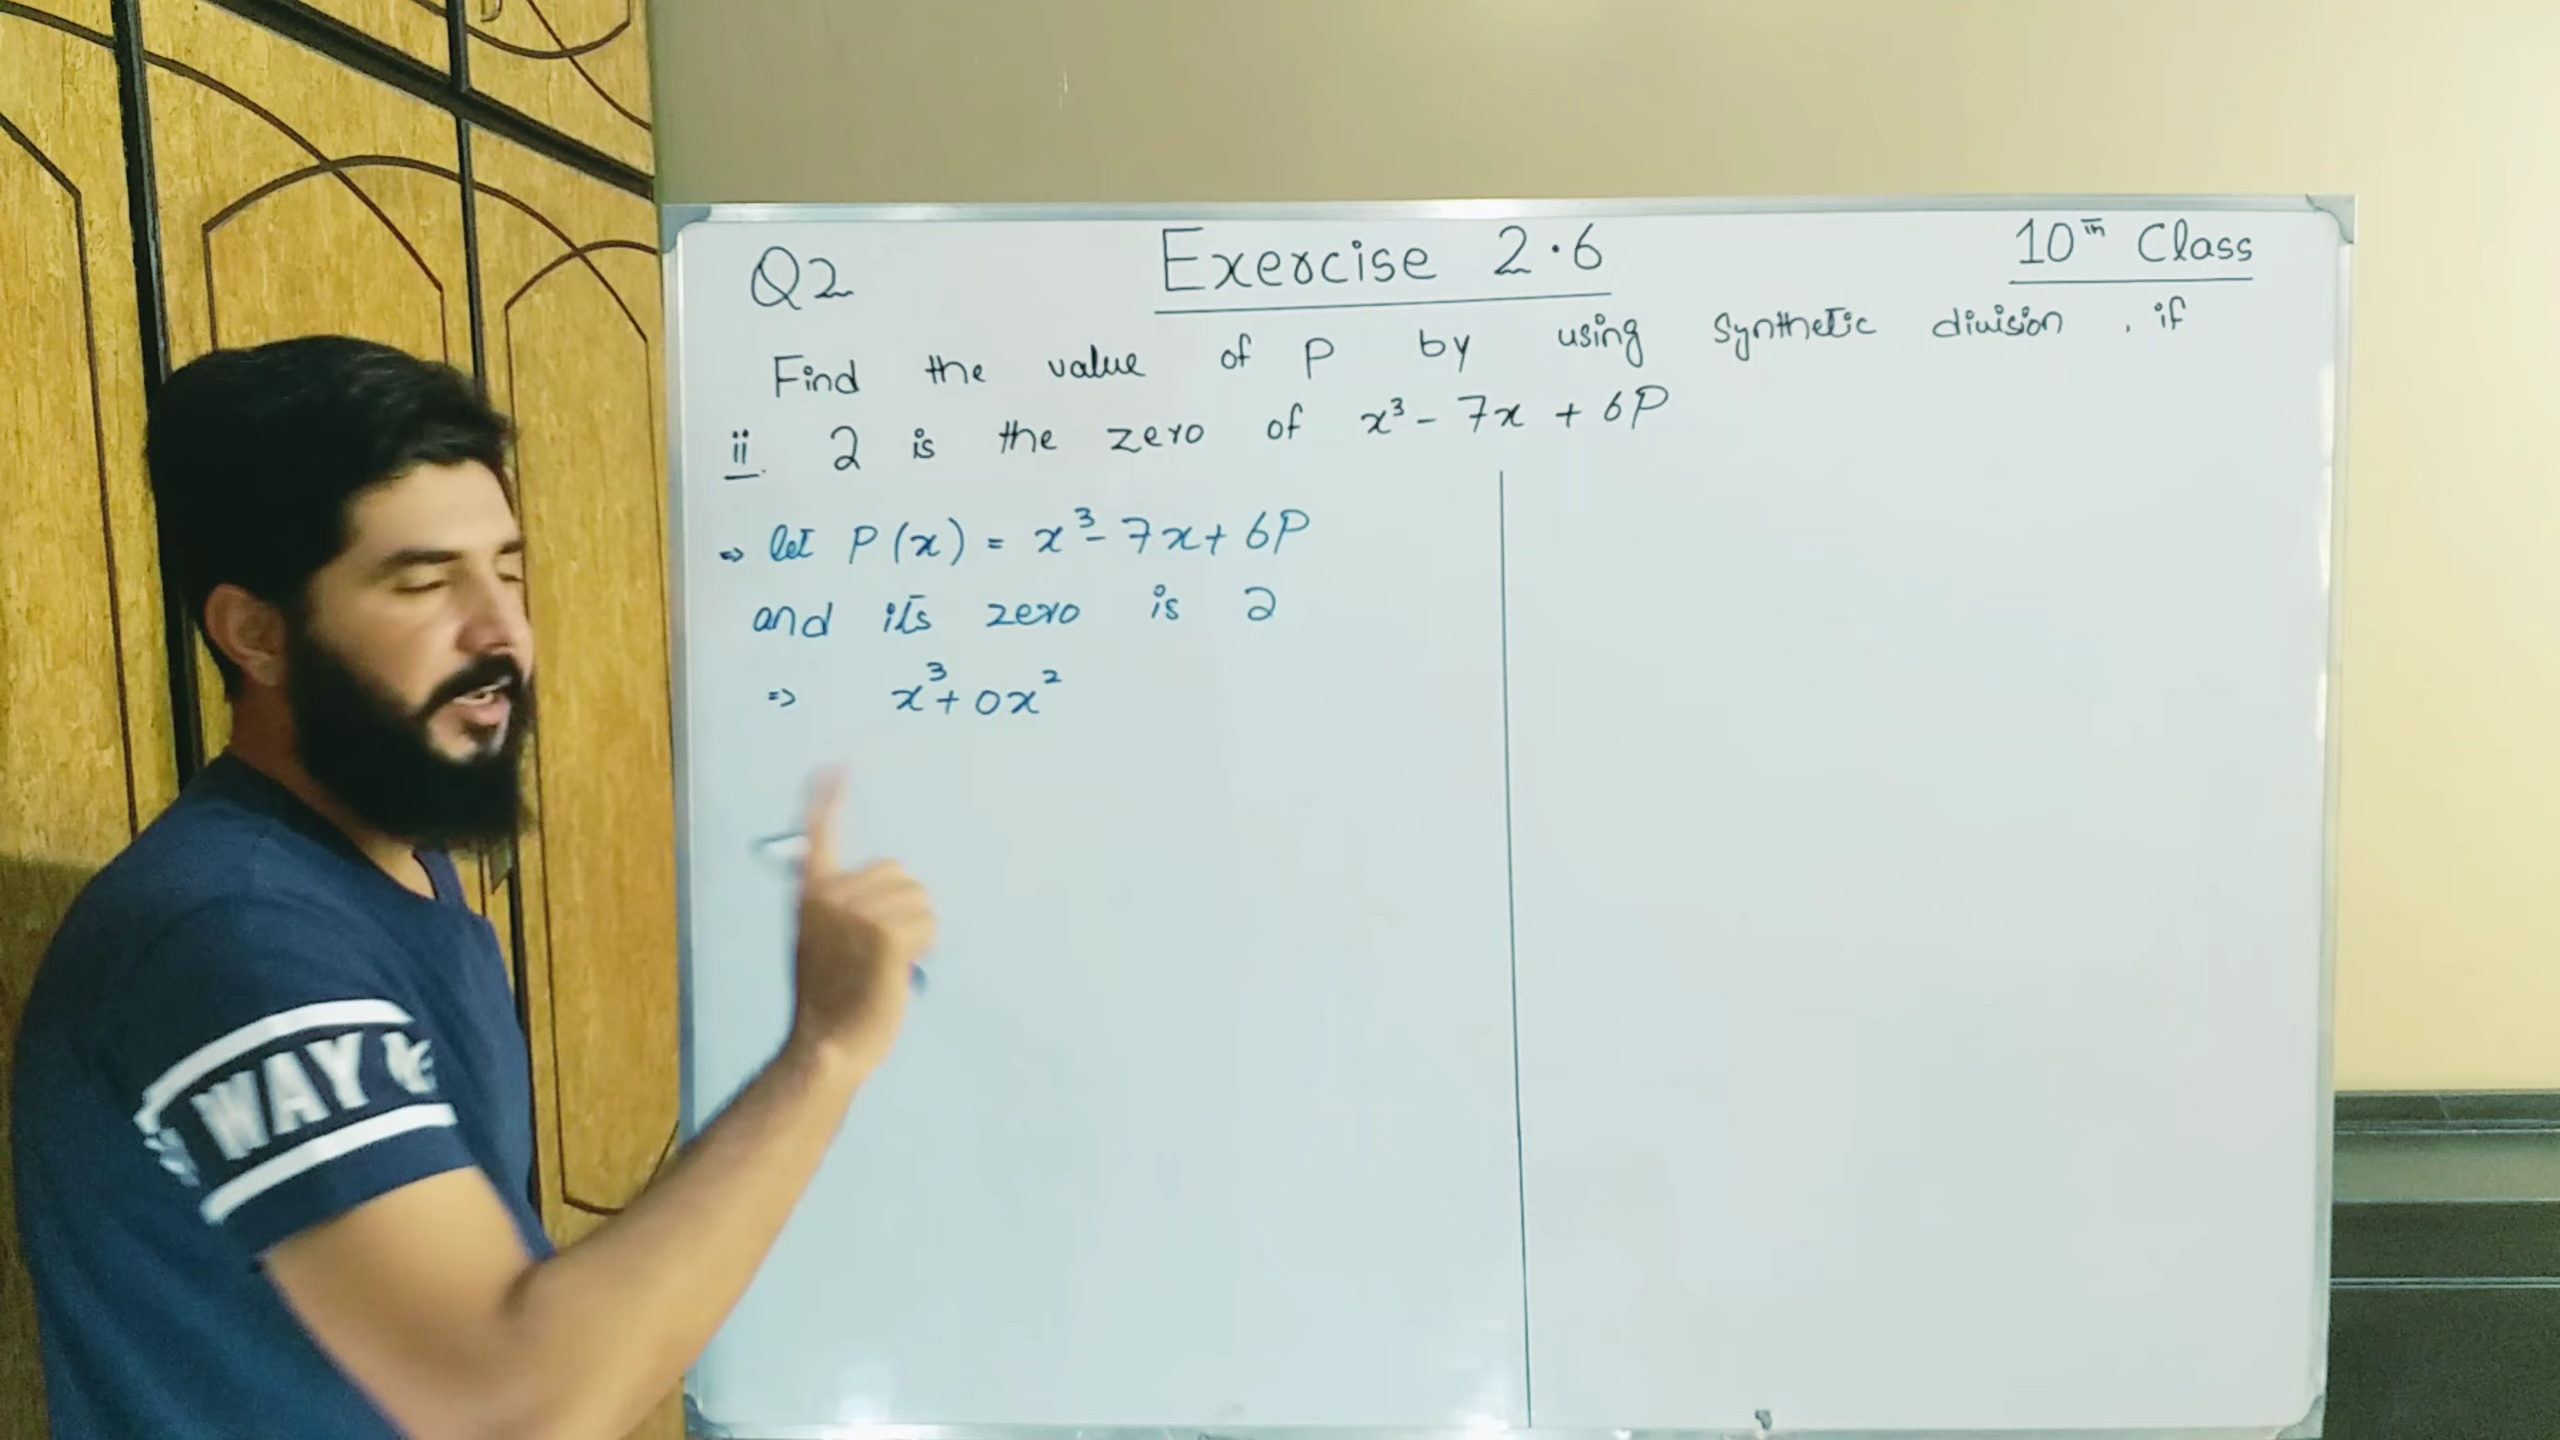 Q2 Exercise 2.6 10th Class
Find the value of P by using Synthetic division, if
ii. 2 is the zero of x³ - 7x + 6P
⇒ let P(x) = x³ - 7x + 6P
and its zero is 2
⇒ x³ + 0x²
WAY